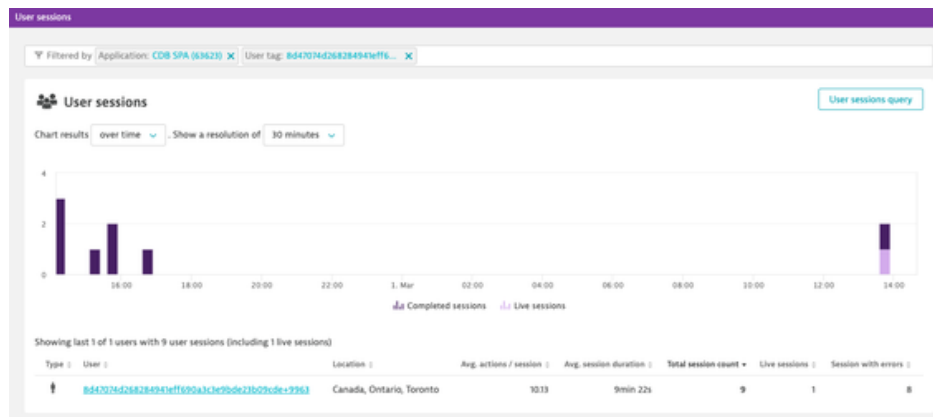 User sessions
Filtered by Application: CDB SPA (63623) X User tag: 8d47074d268284941eff6... X
User sessions
User sessions query
Chart results over time . Show a resolution of 30 minutes
4
2
0
16:00 18:00 20:00 22:00 1. Mar 02:00 04:00 06:00 08:00 10:00 12:00 14:00
Completed sessions Live sessions
Showing last 1 of 1 users with 9 user sessions (including 1 live sessions)
Type User Location Avg. actions / session Avg. session duration Total session count Live sessions Session with errors
8d47074d268284941eff690a3c3e9bde23b09cde+9963 Canada, Ontario, Toronto 10.13 9min 22s 9 1 8